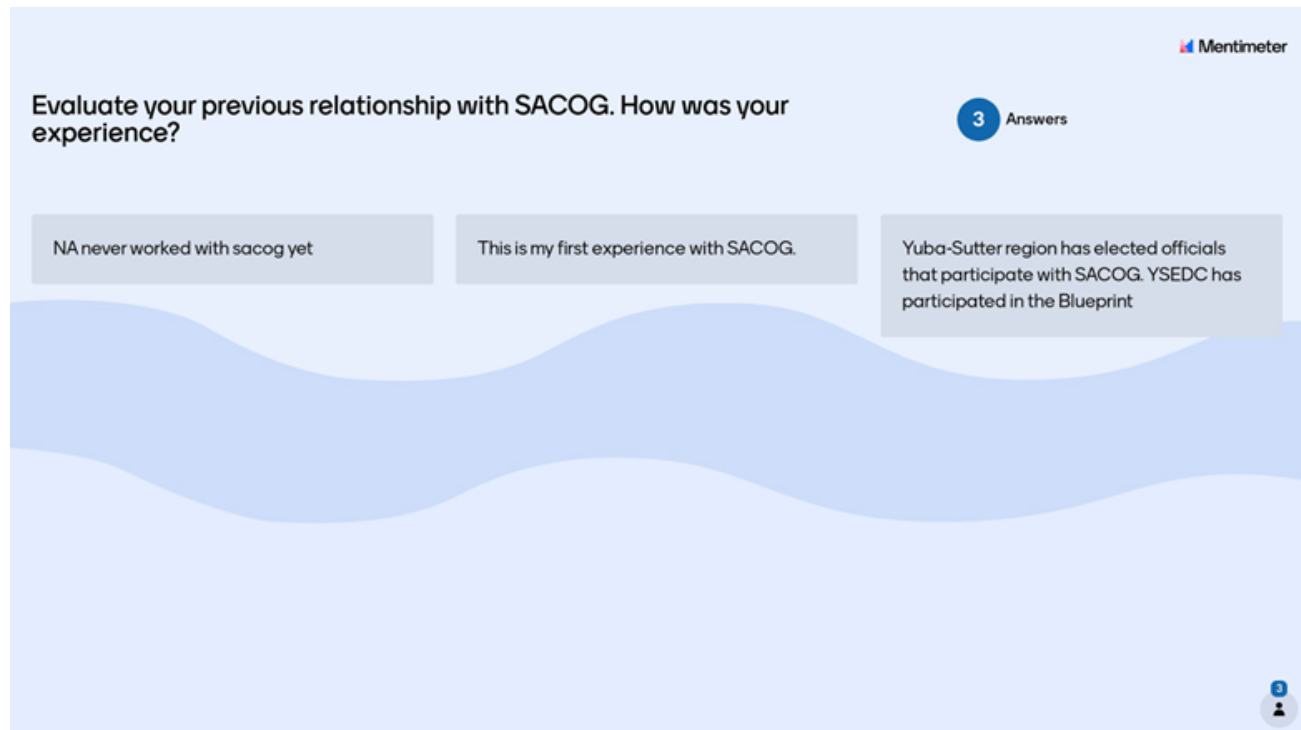 Mentimeter
Evaluate your previous relationship with SACOG. How was your
experience?
3 Answers
NA never worked with sacog yet
This is my first experience with SACOG.
Yuba-Sutter region has elected officials
that participate with SACOG. YSEDC has
participated in the Blueprint
3